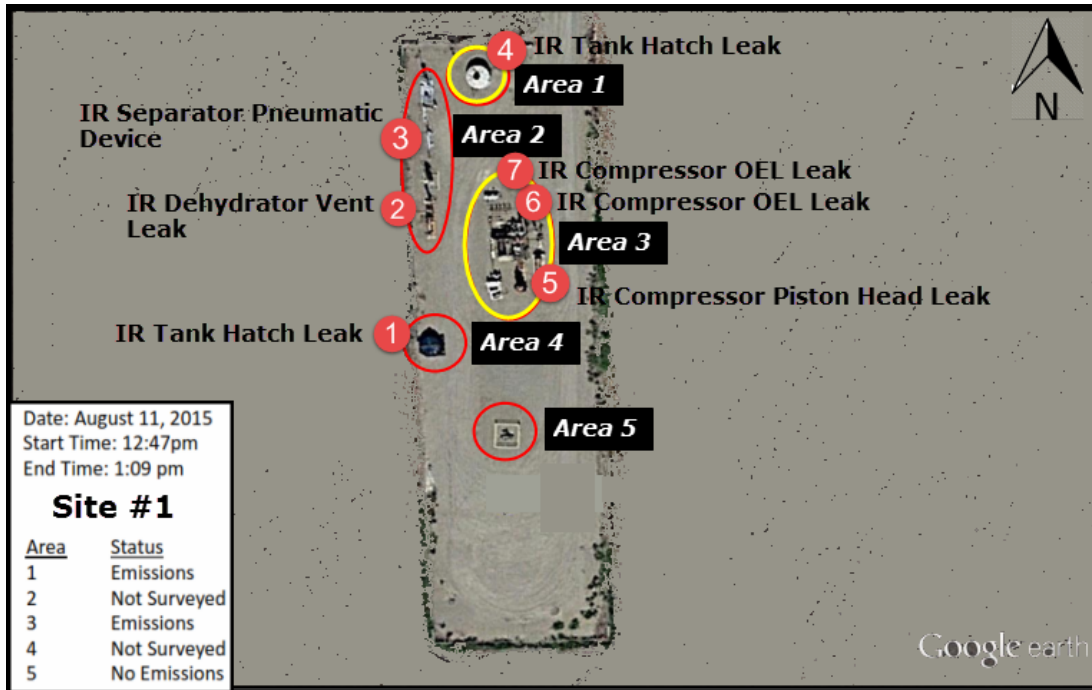 4 IR Tank Hatch Leak
Area 1
IR Separator Pneumatic
Device
3
Area 2
7
IR Compressor OEL Leak
6 IR Compressor OEL Leak
IR Dehydrator Vent
Leak
2
Area 3
5
IR Compressor Piston Head Leak
IR Tank Hatch Leak 1
Area 4
Area 5
N
Date: August 11, 2015
Start Time: 12:47pm
End Time: 1:09 pm
Site #1
Area Status
1 Emissions
2 Not Surveyed
3 Emissions
4 Not Surveyed
5 No Emissions
Google earth